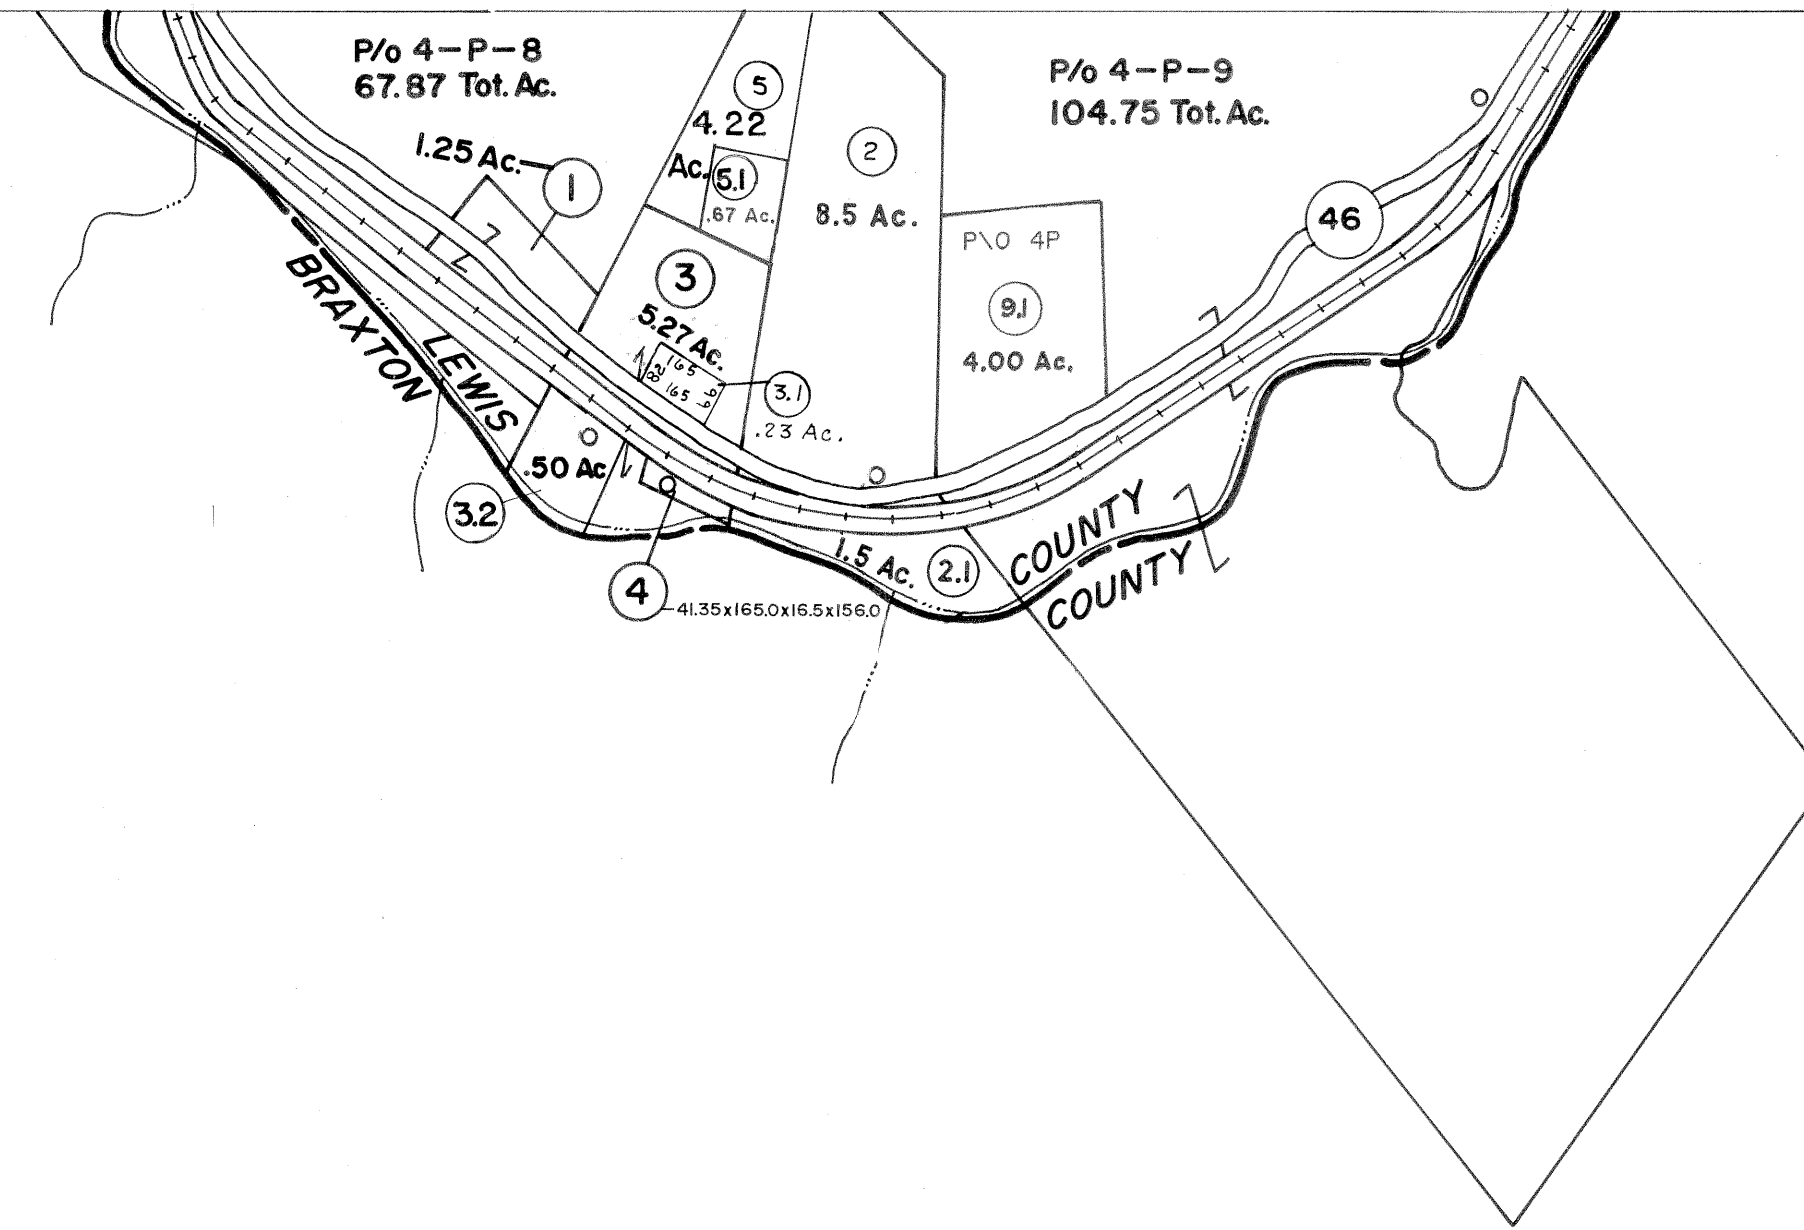 P/o 4-P-8
67.87 Tot. Ac.
P/o 4-P-9
104.75 Tot. Ac.
5
4.22
Ac.
5.1
.67 Ac.
2
8.5 Ac.
1.25 Ac.
1
46
P\O 4P
9.1
4.00 Ac.
3
5.27 Ac.
165
82
99
165
3.1
.23 Ac.
BRAXTON
LEWIS
.50 Ac
3.2
4
41.35x165.0x16.5x156.0
1.5 Ac.
2.1
COUNTY
COUNTY